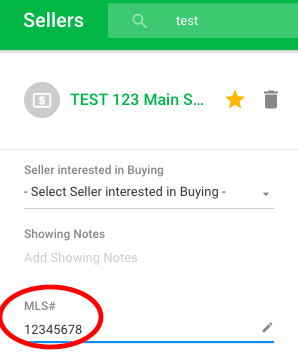 Sellers
test
TEST 123 Main S...
Seller interested in Buying
- Select Seller interested in Buying -
Showing Notes
Add Showing Notes
MLS#
12345678